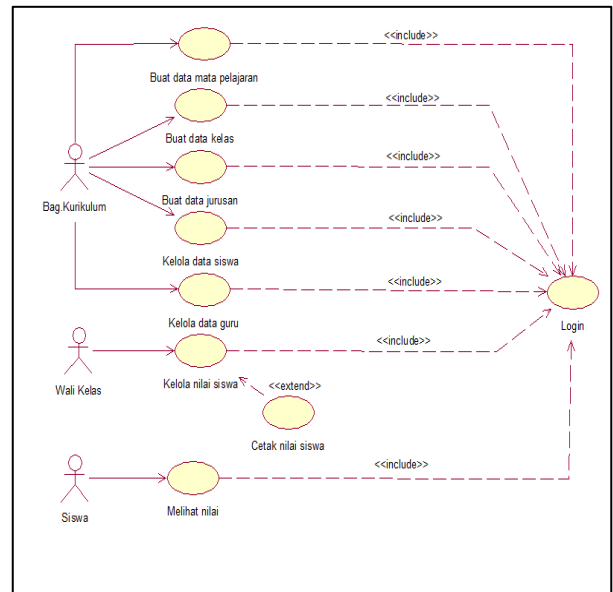 <<include>>
Buat data mata pelajaran
<<include>>
Buat data kelas
<<include>>
Bag.Kurikulum
Buat data jurusan
<<include>>
Kelola data siswa
<<include>>
Login
Kelola data guru
<<include>>
Wali Kelas
Kelola nilai siswa
<<extend>>
Cetak nilai siswa
<<include>>
Siswa
Melihat nilai